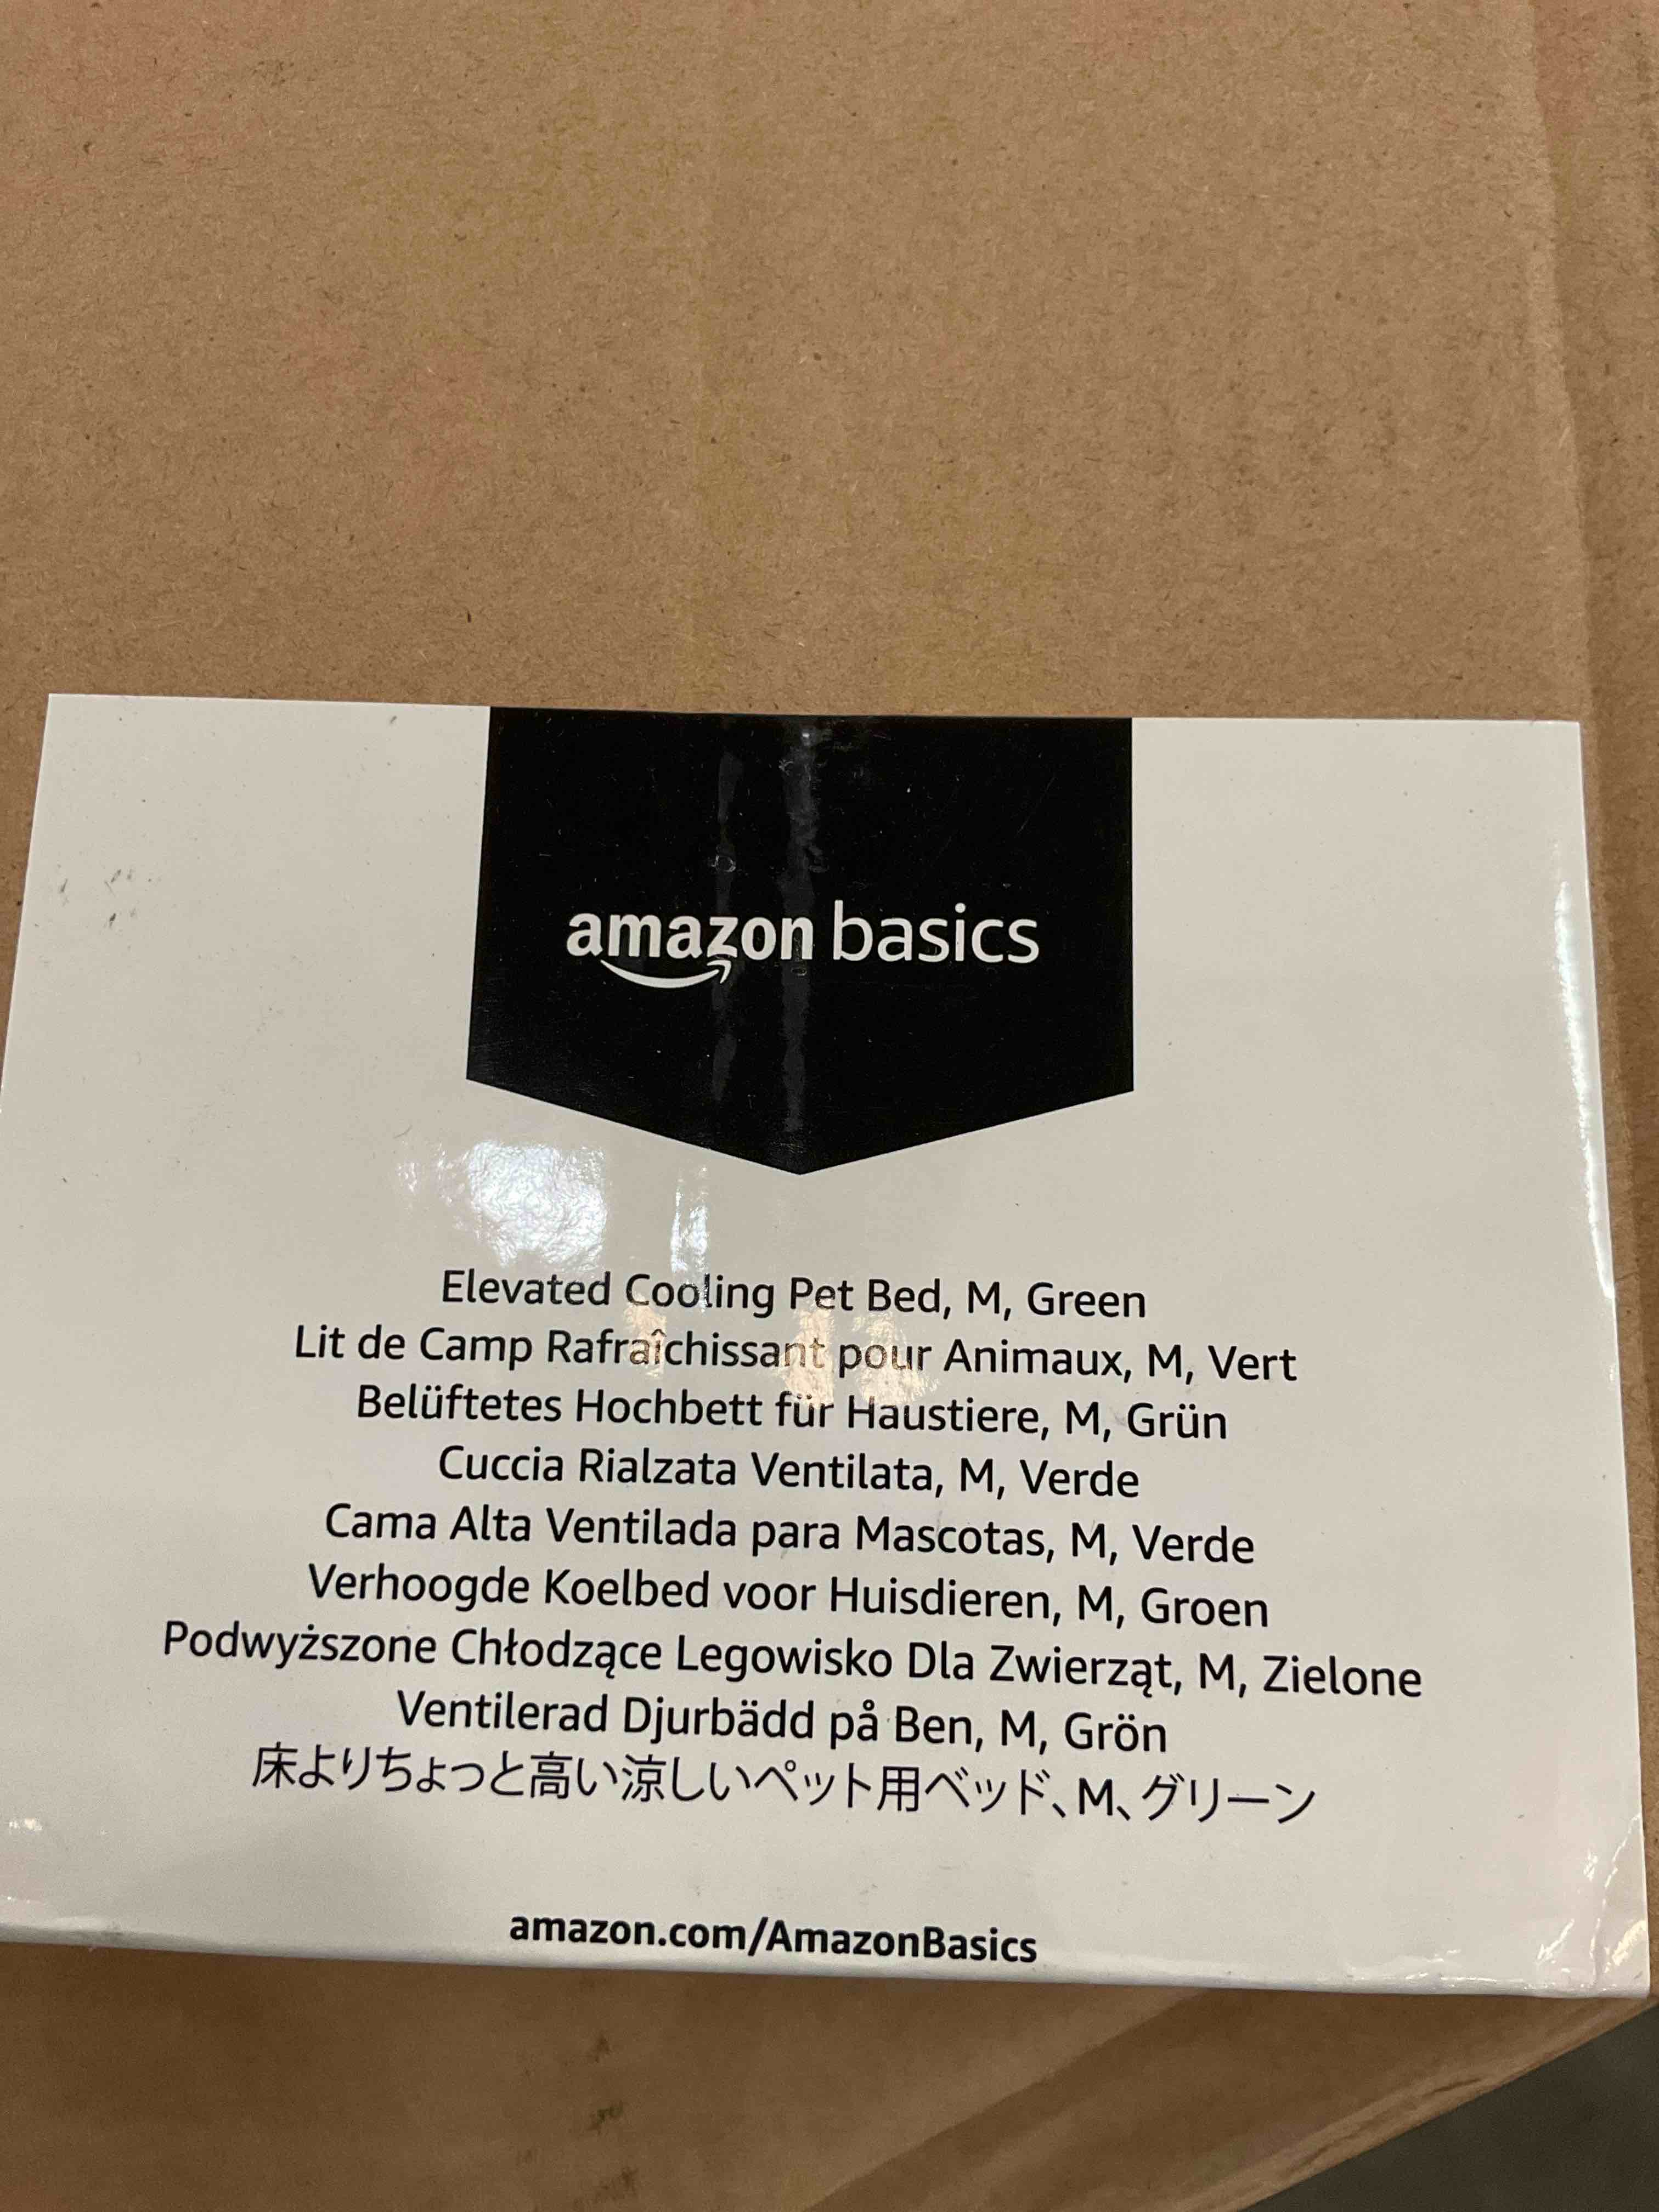 amazon basics
Elevated Cooling Pet Bed, M, Green
Lit de Camp Rafraîchissant pour Animaux, M, Vert
Belüftetes Hochbett für Haustiere, M, Grün
Cuccia Rialzata Ventilata, M, Verde
Cama Alta Ventilada para Mascotas, M, Verde
Verhoogde Koelbed voor Huisdieren, M, Groen
Podwyższone Chłodzące Legowisko Dla Zwierząt, M, Zielone
Ventilerad Djurbädd på Ben, M, Grön
床よりちょっと高い涼しいペット用ベッド、M、グリーン
amazon.com/AmazonBasics